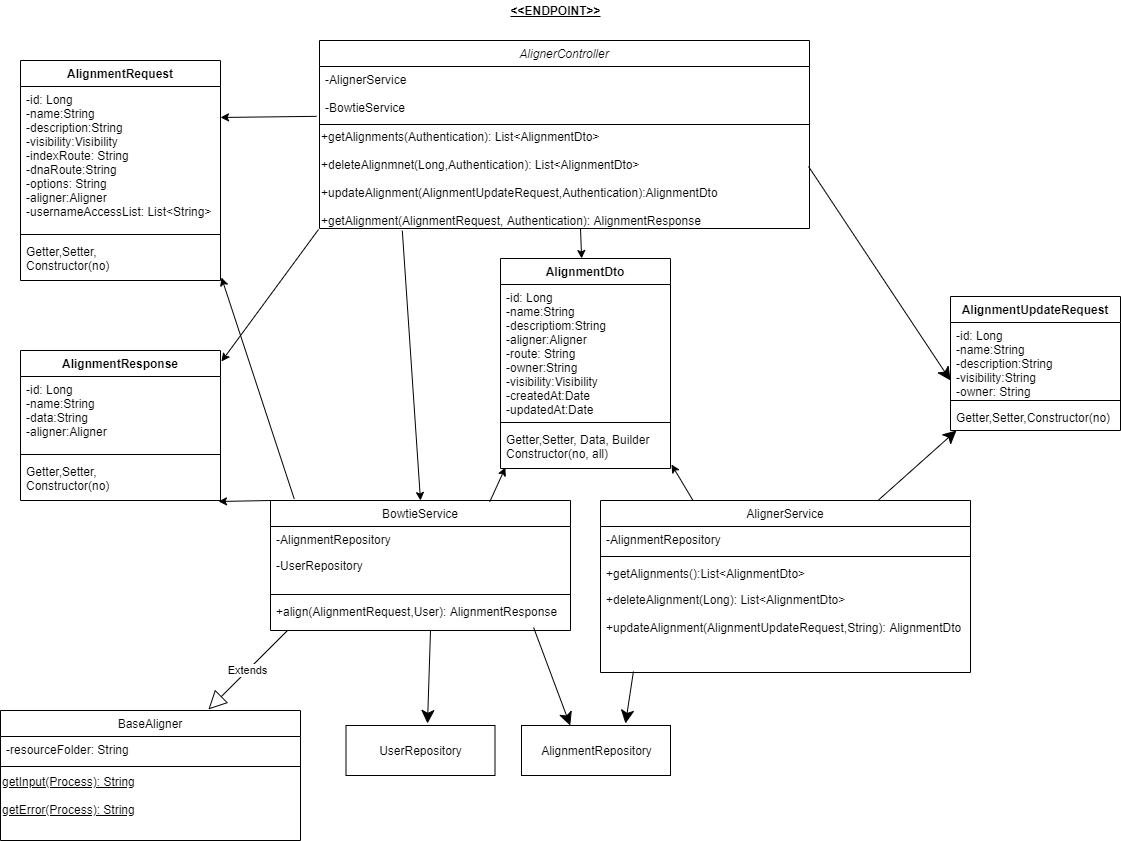 <<ENDPOINT>>
AlignerController
-AlignerService
-BowtieService
+getAlignments(Authentication): List<AlignmentDto>
+deleteAlignmnet(Long,Authentication): List<AlignmentDto>
+updateAlignment(AlignmentUpdateRequest,Authentication):AlignmentDto
+getAlignment(AlignmentRequest, Authentication): AlignmentResponse
AlignmentRequest
-id: Long
-name:String
-description:String
-visibility:Visibility
-indexRoute: String
-dnaRoute:String
-options: String
-aligner:Aligner
-usernameAccessList: List<String>
Getter,Setter,
Constructor(no)
AlignmentDto
-id: Long
-name:String
-descriptiom:String
-aligner:Aligner
-route: String
-owner:String
-visibility:Visibility
-createdAt:Date
-updatedAt:Date
Getter,Setter, Data, Builder
Constructor(no, all)
AlignmentUpdateRequest
-id: Long
-name:String
-description:String
-visibility:String
-owner: String
Getter,Setter,Constructor(no)
AlignmentResponse
-id: Long
-name:String
-data:String
-aligner:Aligner
Getter,Setter,
Constructor(no)
BowtieService
-AlignmentRepository
-UserRepository
+align(AlignmentRequest,User): AlignmentResponse
AlignerService
-AlignmentRepository
+getAlignments():List<AlignmentDto>
+deleteAlignment(Long): List<AlignmentDto>
+updateAlignment(AlignmentUpdateRequest,String): AlignmentDto
Extends
BaseAligner
-resourceFolder: String
getInput(Process): String
getError(Process): String
UserRepository
AlignmentRepository